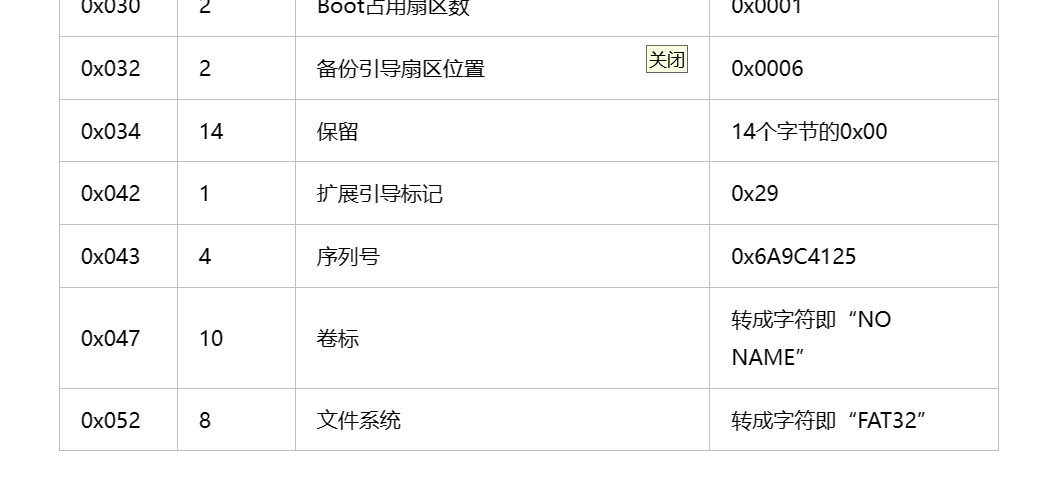 0x030 2 Boot占用扇区数 0x0001
0x032 2 备份引导扇区位置 关闭 0x0006
0x034 14 保留 14个字节的0x00
0x042 1 扩展引导标记 0x29
0x043 4 序列号 0x6A9C4125
0x047 10 卷标 转成字符即“NO
NAME”
0x052 8 文件系统 转成字符即“FAT32”